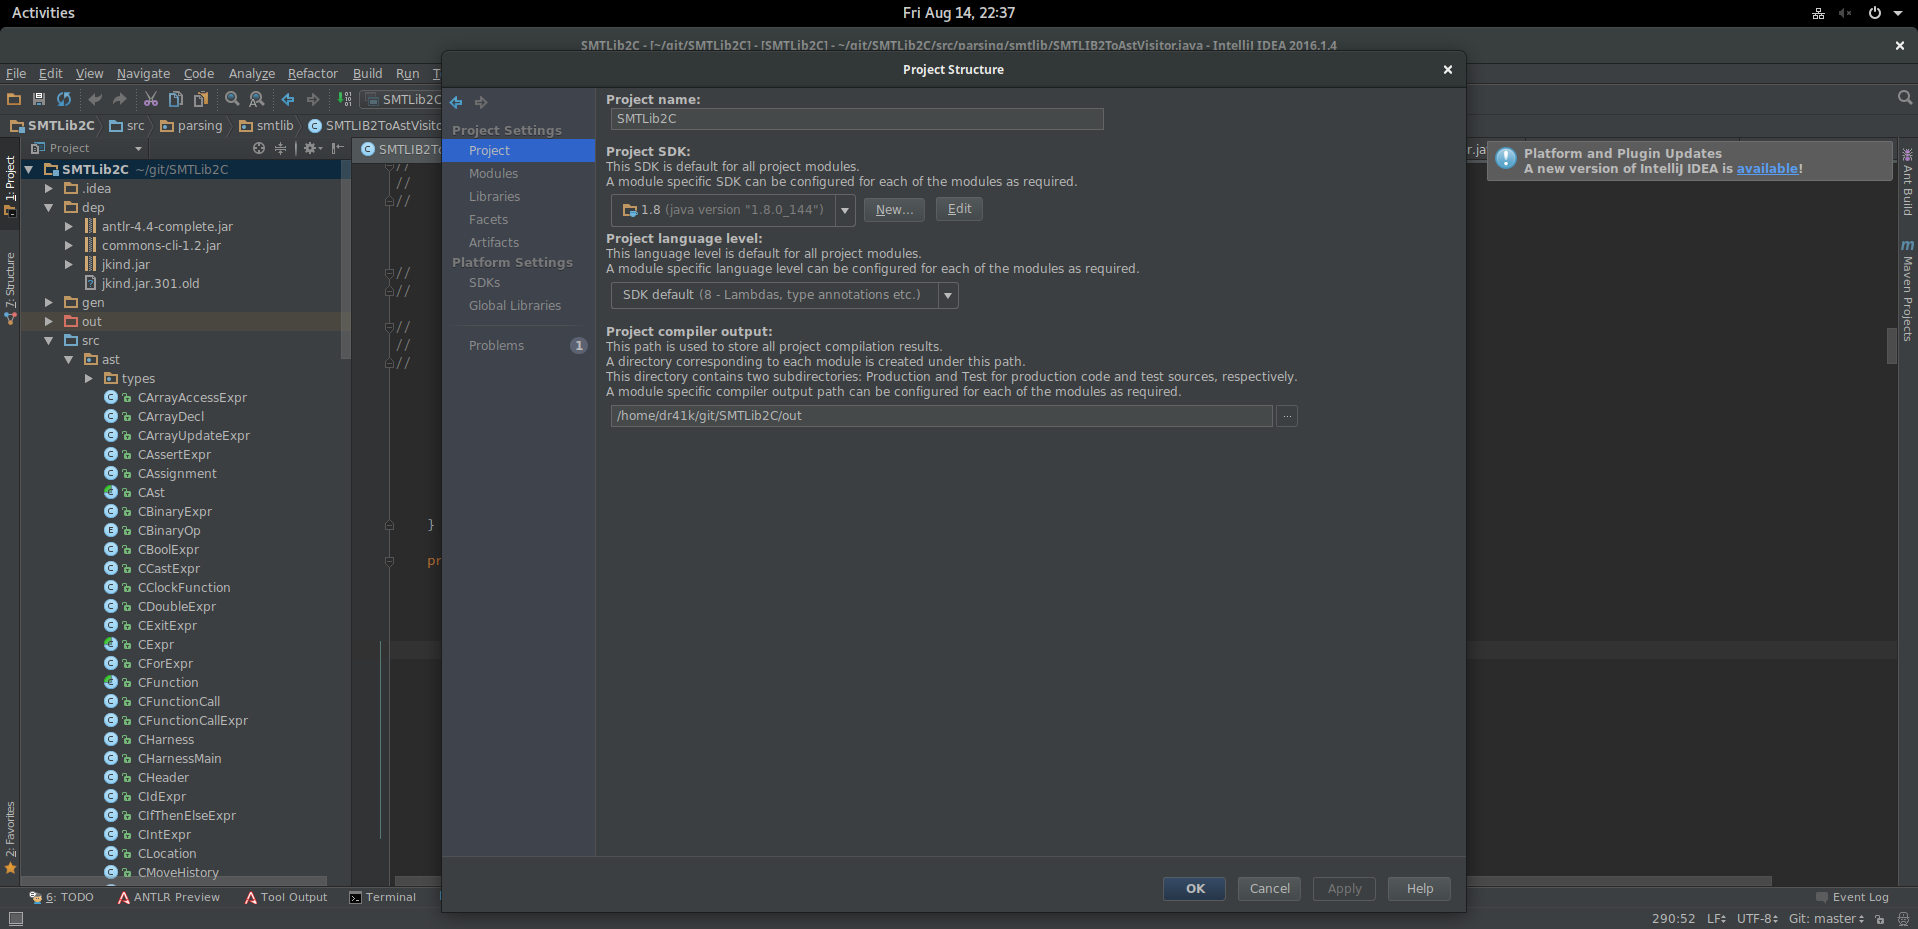 Activities
Fri Aug 14, 22:37
SMTLib2C - [~/git/SMTLib2C] - [SMTLib2C] - ~/git/SMTLib2C/src/parsing/smtlib/SMTLIB2ToAstVisitor.java - IntelliJ IDEA 2016.1.4
File Edit View Navigate Code Analyze Refactor Build Run T
SMTLib2C
SMTLib2C src parsing smtlib SMTLIB2ToAstVisito
Project
SMTLIB2To
1: Project
7: Structure
2: Favorites
SMTLib2C ~/git/SMTLib2C
.idea
dep
antlr-4.4-complete.jar
commons-cli-1.2.jar
jkind.jar
jkind.jar.301.old
gen
out
src
ast
types
CArrayAccessExpr
CArrayDecl
CArrayUpdateExpr
CAssertExpr
CAssignment
CAst
CBinaryExpr
CBinaryOp
CBoolExpr
CCastExpr
CClockFunction
CDoubleExpr
CExitExpr
CExpr
CForExpr
CFunction
CFunctionCall
CFunctionCallExpr
CHarness
CHarnessMain
CHeader
CIdExpr
CIfThenElseExpr
CIntExpr
CLocation
CMoveHistory
//
//
//
//
//
//
//
//
}
pr
Project Structure
Project Settings
Project
Modules
Libraries
Facets
Artifacts
Platform Settings
SDKs
Global Libraries
Problems 1
Project name:
SMTLib2C
Project SDK:
This SDK is default for all project modules.
A module specific SDK can be configured for each of the modules as required.
1.8 (java version "1.8.0_144") New... Edit
Project language level:
This language level is default for all project modules.
A module specific language level can be configured for each of the modules as required.
SDK default (8 - Lambdas, type annotations etc.)
Project compiler output:
This path is used to store all project compilation results.
A directory corresponding to each module is created under this path.
This directory contains two subdirectories: Production and Test for production code and test sources, respectively.
A module specific compiler output path can be configured for each of the modules as required.
/home/dr41k/git/SMTLib2C/out ...
OK Cancel Apply Help
r.ja
Platform and Plugin Updates
A new version of IntelliJ IDEA is available!
Ant Build
m Maven Projects
6: TODO ANTLR Preview Tool Output Terminal
Event Log
290:52 LF UTF-8 Git: master